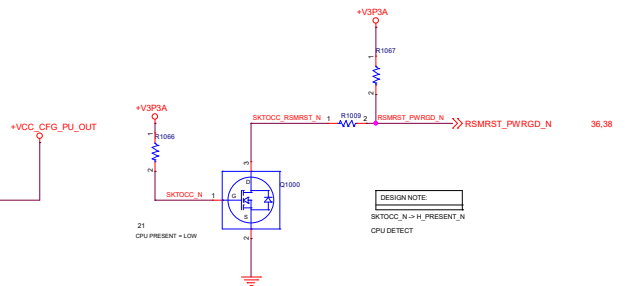 +V3P3A
R1067
1
2
+V3P3A
+VCC_CFG_PU_OUT
1
R1066
2
SKTOCC_RSMRST_N
1
R1009
2
RSMRST_PWRGD_N
RSMRST_PWRGD_N
36,38
3
D
Q1000
SKTOCC_N
1
G
S
2
DESIGN NOTE:
SKTOCC_N -> H_PRESENT_N
CPU DETECT
21
CPU PRESENT = LOW